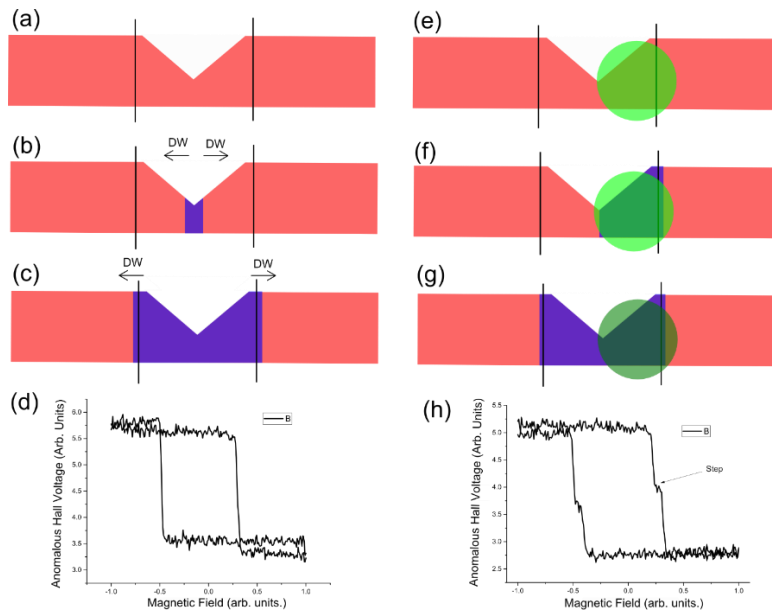 (a)
(b)
DW DW
(c)
DW DW
(d)
Anomalous Hall Voltage (Arb. Units)
6.0
5.5
5.0
4.5
4.0
3.5
3.0
B
-1.0 -0.5 0.0 0.5 1.0
Magnetic Field (arb. units.)
(e)
(f)
(g)
(h)
Anomalous Hall Voltage (Arb. Units)
6.0
5.5
5.0
4.5
4.0
3.5
3.0
2.5
B
Step
-1.0 -0.5 0.0 0.5 1.0
Magnetic Field (arb. units.)